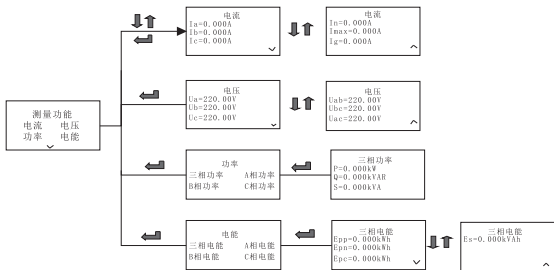 测量功能
电流 电压
功率 电能
电流
Ia=0.000A
Ib=0.000A
Ic=0.000A
电流
In=0.000A
Imax=0.000A
Ig=0.000A
电压
Ua=220.00V
Ub=220.00V
Uc=220.00V
电压
Uab=220.00V
Ubc=220.00V
Uac=220.00V
功率
三相功率 A相功率
B相功率 C相功率
三相功率
P=0.000kW
Q=0.000kVAR
S=0.000kVA
电能
三相电能 A相电能
B相电能 C相电能
三相电能
Epp=0.000kWh
Epn=0.000kWh
Epc=0.000kWh
三相电能
Es=0.000kVAh